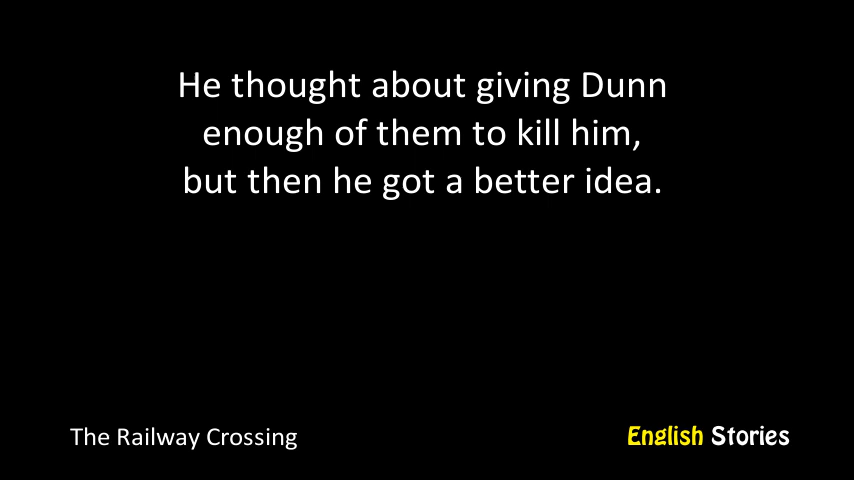 He thought about giving Dunn
enough of them to kill him,
but then he got a better idea.
The Railway Crossing
English Stories